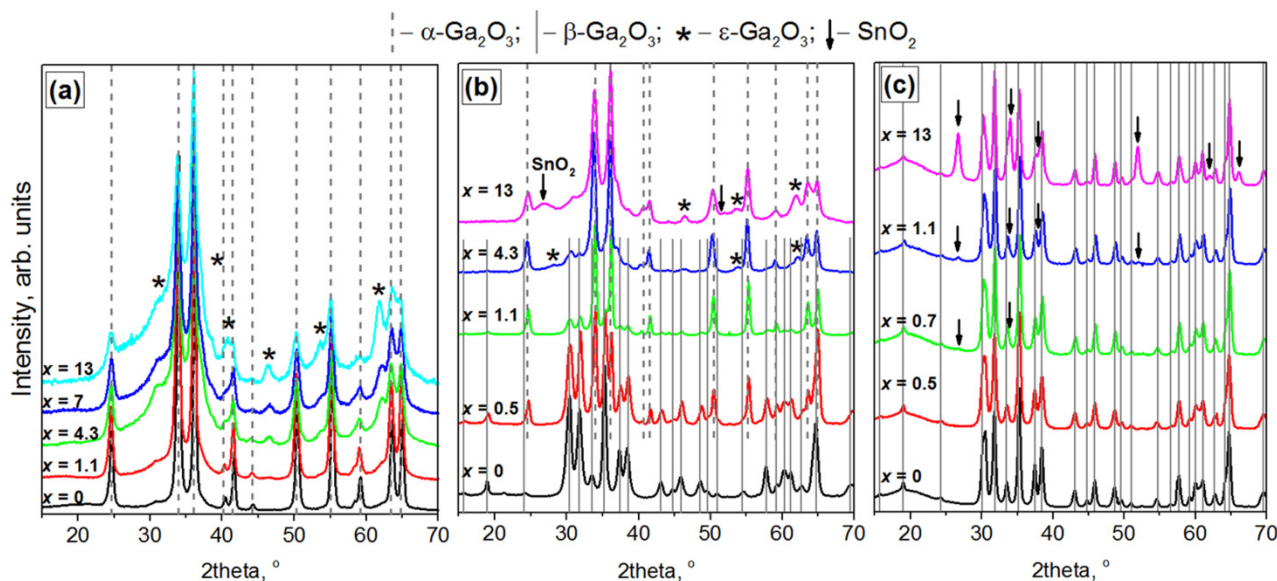 – α-Ga₂O₃; – β-Ga₂O₃; * – ε-Ga₂O₃; – SnO₂
Intensity, arb. units
(a)
*
*
*
*
*
*
x = 13
x = 7
x = 4.3
x = 1.1
x = 0
15 20 30 40 50 60 70
2theta, °
(b)
SnO₂
x = 13
*
*
*
x = 4.3
*
*
*
x = 1.1
x = 0.5
x = 0
20 30 40 50 60 70
2theta, °
(c)
x = 13
x = 1.1
x = 0.7
x = 0.5
x = 0
15 20 30 40 50 60 70
2theta, °